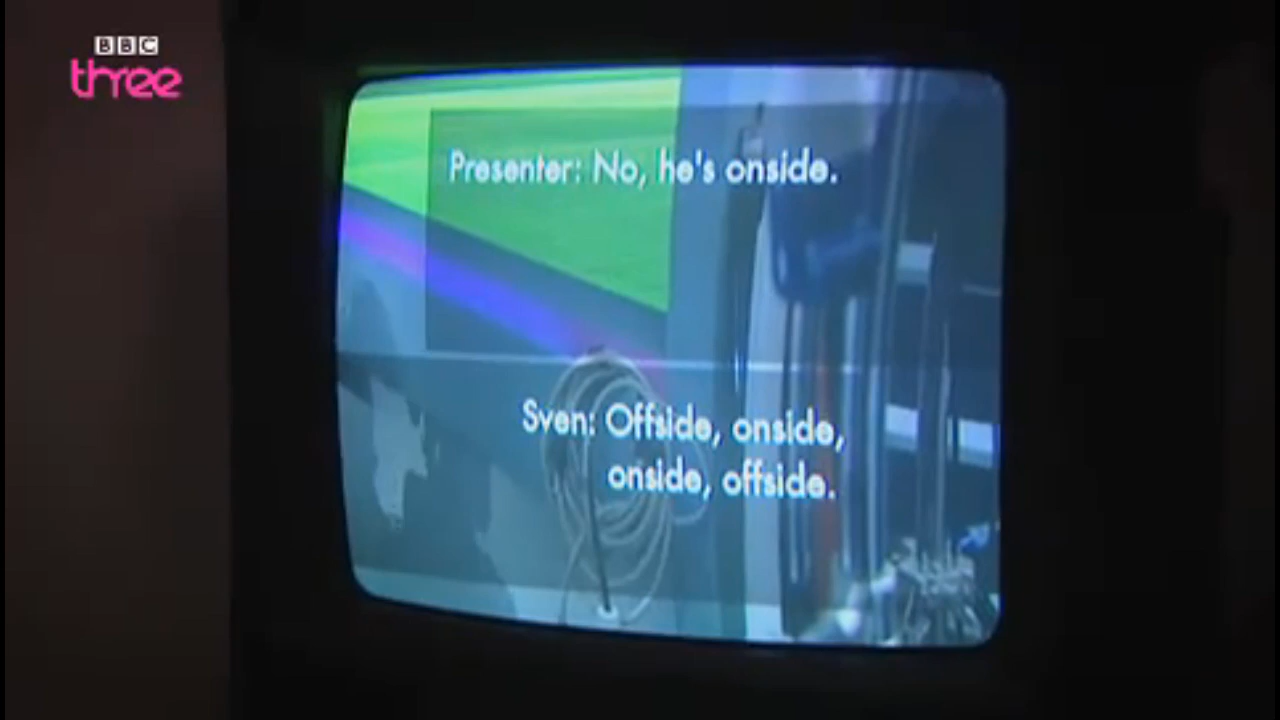 BBC
three
Presenter: No, he's onside.
Sven: Offside, onside,
onside, offside.